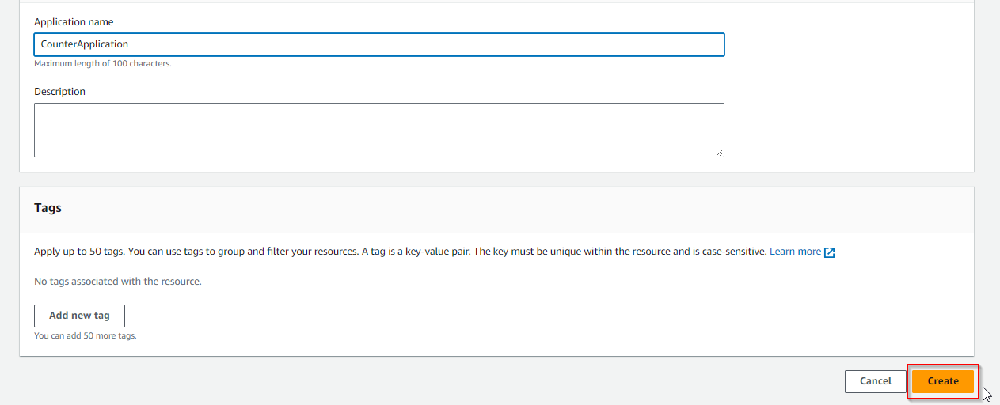 Application name
CounterApplication
Maximum length of 100 characters.
Description
Tags
Apply up to 50 tags. You can use tags to group and filter your resources. A tag is a key-value pair. The key must be unique within the resource and is case-sensitive. Learn more
No tags associated with the resource.
Add new tag
You can add 50 more tags.
Cancel Create